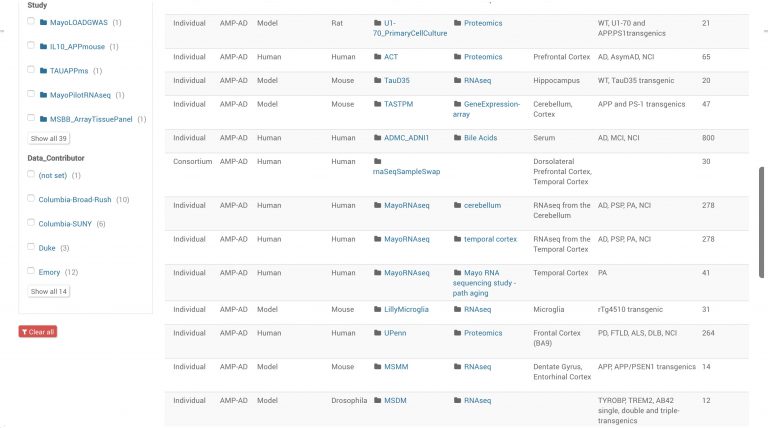 Study
MayoLOADGWAS (1)
IL10_APPmouse (1)
TAUAPPms (1)
MayoPilotRNAseq (1)
MSBB_ArrayTissuePanel (1)
Show all 39
Data_Contributor
(not set) (1)
Columbia-Broad-Rush (10)
Columbia-SUNY (6)
Duke (3)
Emory (12)
Show all 14
Clear all
Individual AMP-AD Model Rat U1-70_PrimaryCellCulture Proteomics WT, U1-70 and APP.PS1transgenics 21
Individual AMP-AD Human Human ACT Proteomics Prefrontal Cortex AD, AsymAD, NCI 65
Individual AMP-AD Model Mouse TauD35 RNAseq Hippocampus WT, TauD35 transgenic 20
Individual AMP-AD Model Mouse TASTPM GeneExpression-array Cerebellum, Cortex APP and PS-1 transgenics 47
Individual AMP-AD Human Human ADMC_ADNI1 Bile Acids Serum AD, MCI, NCI 800
Consortium AMP-AD Human Human rnaSeqSampleSwap Dorsolateral Prefrontal Cortex, Temporal Cortex 30
Individual AMP-AD Human Human MayoRNAseq cerebellum RNAseq from the Cerebellum AD, PSP, PA, NCI 278
Individual AMP-AD Human Human MayoRNAseq temporal cortex RNAseq from the Temporal Cortex AD, PSP, PA, NCI 278
Individual AMP-AD Human Human MayoRNAseq Mayo RNA sequencing study - path aging Temporal Cortex PA 41
Individual AMP-AD Model Mouse LillyMicroglia RNAseq Microglia rTg4510 transgenic 31
Individual AMP-AD Human Human UPenn Proteomics Frontal Cortex (BA9) PD, FTLD, ALS, DLB, NCI 264
Individual AMP-AD Model Mouse MSMM RNAseq Dentate Gyrus, Entorhinal Cortex APP, APP/PSEN1 transgenics 14
Individual AMP-AD Model Drosophila MSDM RNAseq TYROBP, TREM2, AB42 single, double and triple-transgenics 12